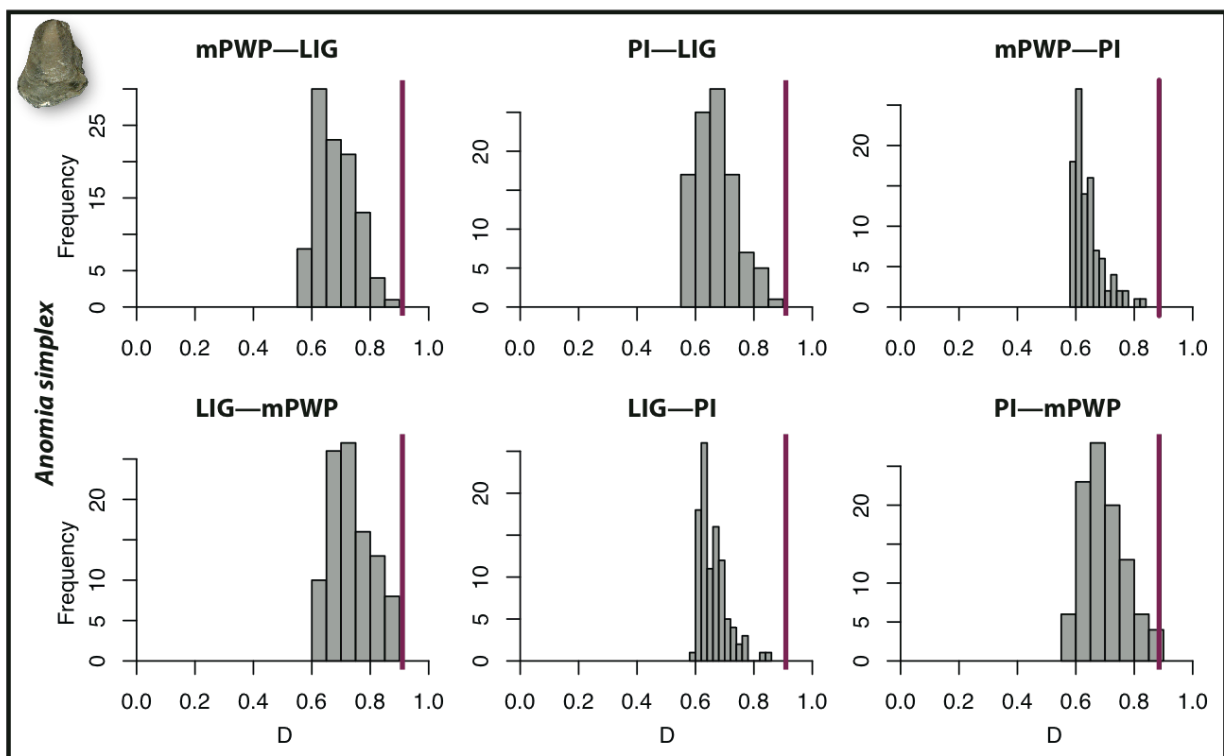 mPWP—LIG
PI—LIG
mPWP—PI
Anomia simplex
Frequency
0 5 15 25
0.0 0.2 0.4 0.6 0.8 1.0
0 5 10 20
0.0 0.2 0.4 0.6 0.8 1.0
0 5 10 20
0.0 0.2 0.4 0.6 0.8 1.0
LIG—mPWP
LIG—PI
PI—mPWP
Frequency
0 5 10 20
0.0 0.2 0.4 0.6 0.8 1.0
D
0 5 10 20
0.0 0.2 0.4 0.6 0.8 1.0
D
0 5 10 20
0.0 0.2 0.4 0.6 0.8 1.0
D